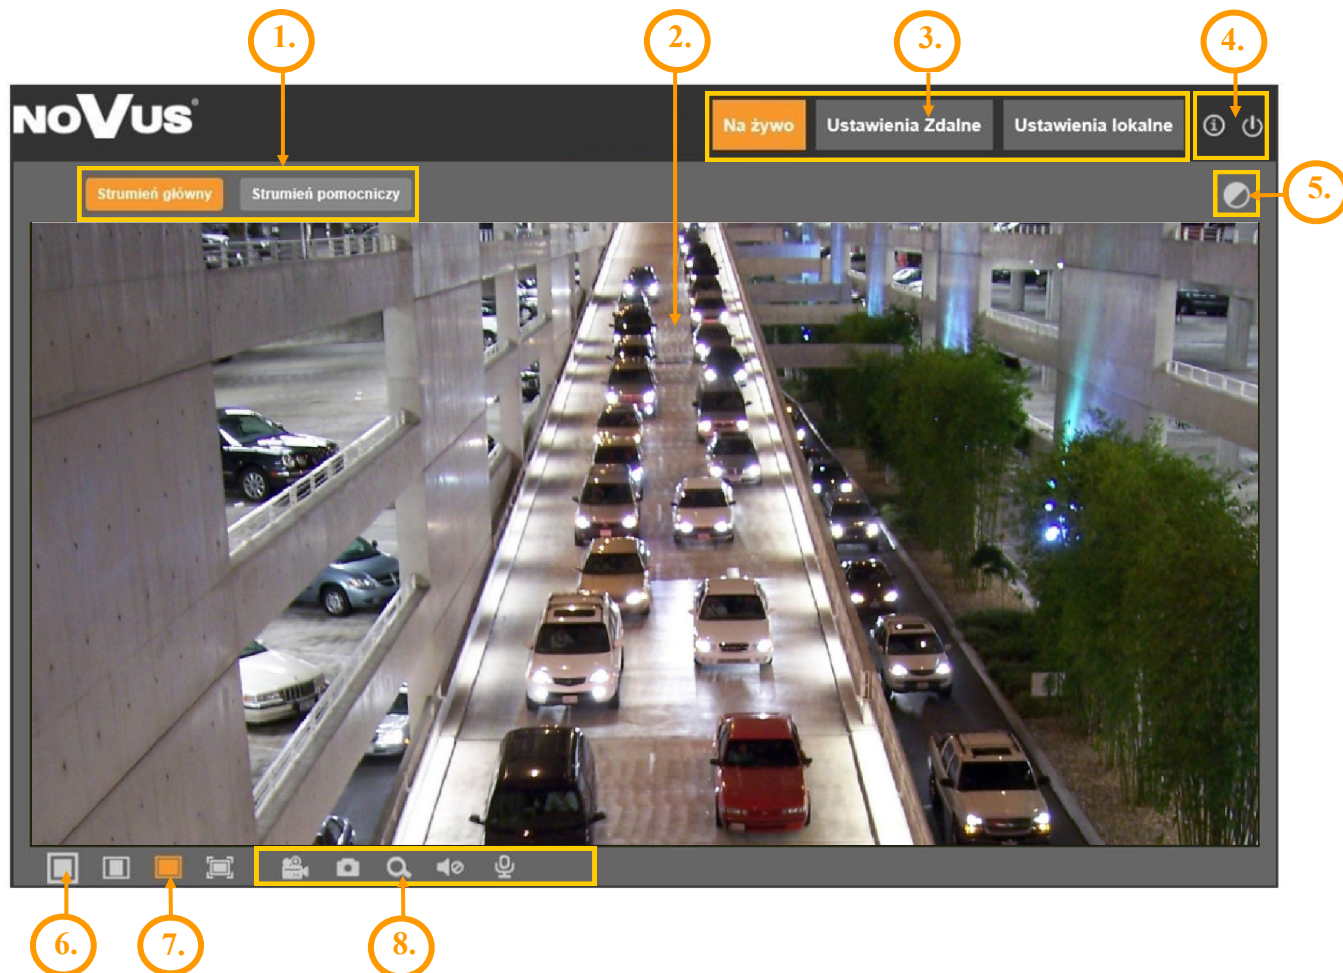 1.
2.
3.
4.
NOVUS®
Na żywo
Ustawienia Zdalne
Ustawienia lokalne
Strumień główny
Strumień pomocniczy
5.
6.
7.
8.